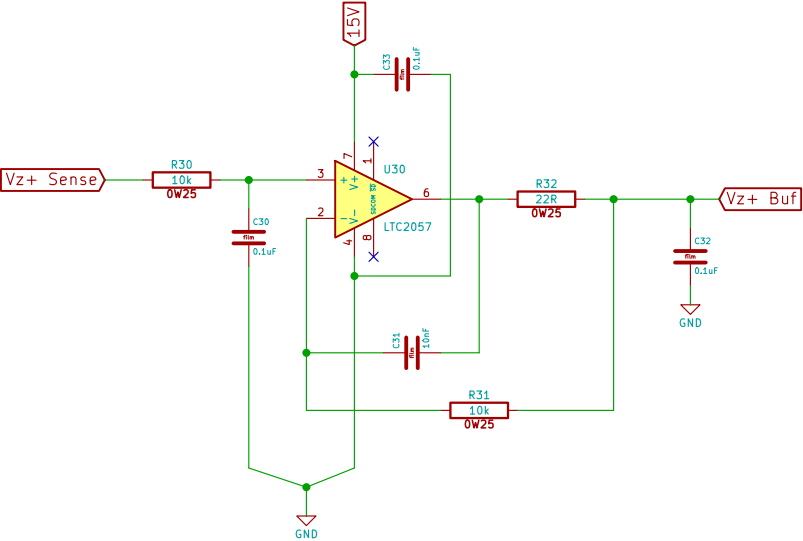 15V
C33
0.1uF
film
7
1
R30
10k
0W25
Vz+ Sense
3
U30
+
V+
SDCOM SD
6
R32
22R
0W25
Vz+ Buf
2
-
V-
LTC2057
4
8
C30
film
0.1uF
C32
film
0.1uF
GND
C31
film
10nF
R31
10k
0W25
GND